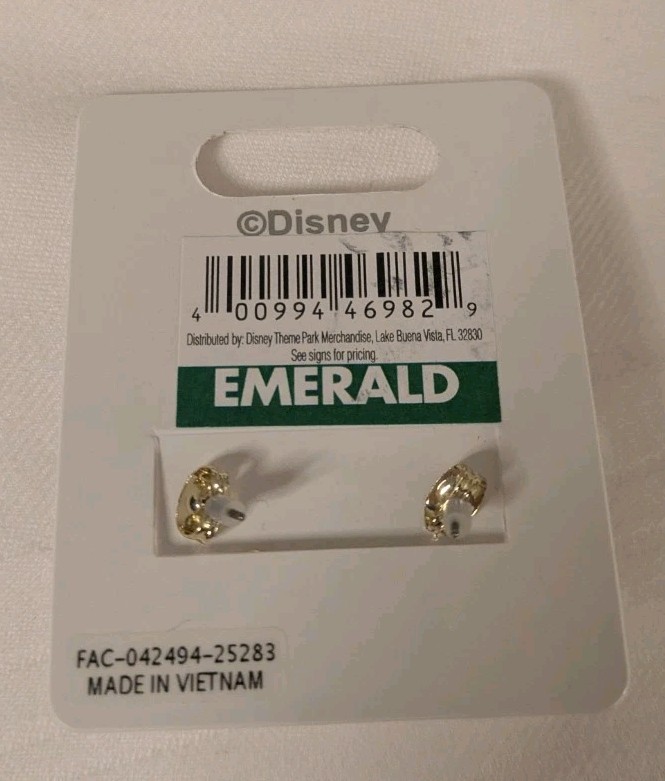 ©Disney
4 00994 46982 9
Distributed by: Disney Theme Park Merchandise, Lake Buena Vista, FL 32830
See signs for pricing.
EMERALD
FAC-042494-25283
MADE IN VIETNAM